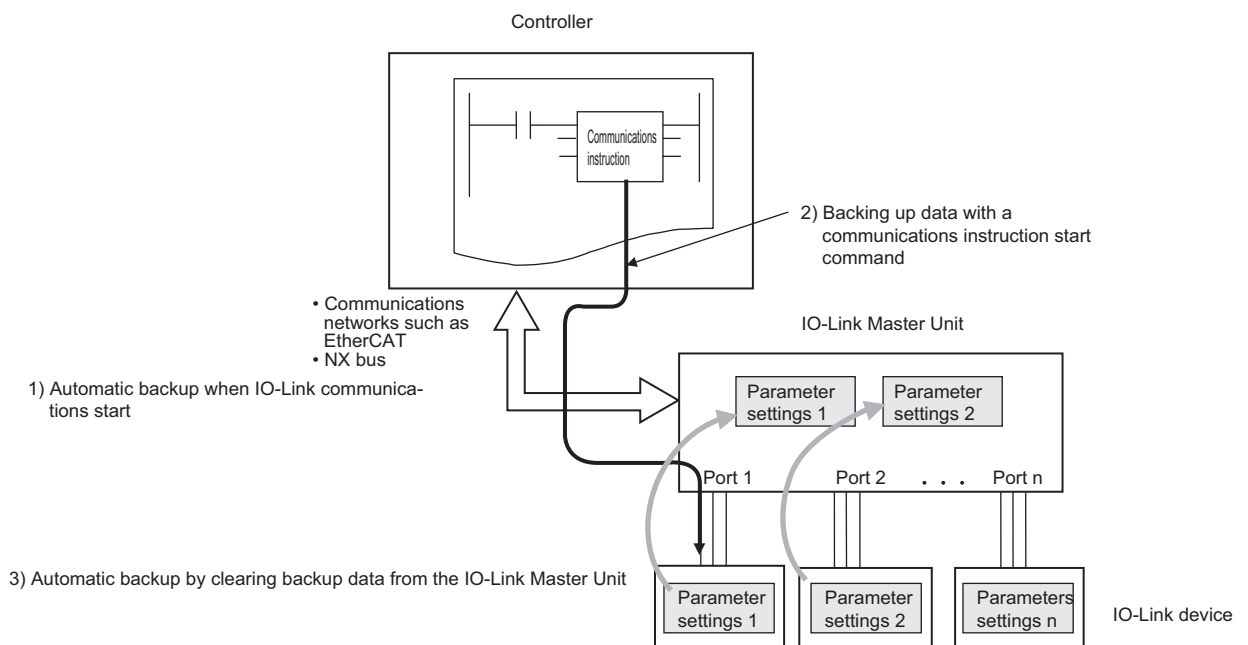 Controller
Communications
instruction
2) Backing up data with a
communications instruction start
command
• Communications
networks such as
EtherCAT
• NX bus
IO-Link Master Unit
1) Automatic backup when IO-Link communica-
tions start
Parameter
settings 1
Parameter
settings 2
Port 1
Port 2
. . .
Port n
3) Automatic backup by clearing backup data from the IO-Link Master Unit
Parameter
settings 1
Parameter
settings 2
Parameters
settings n
IO-Link device